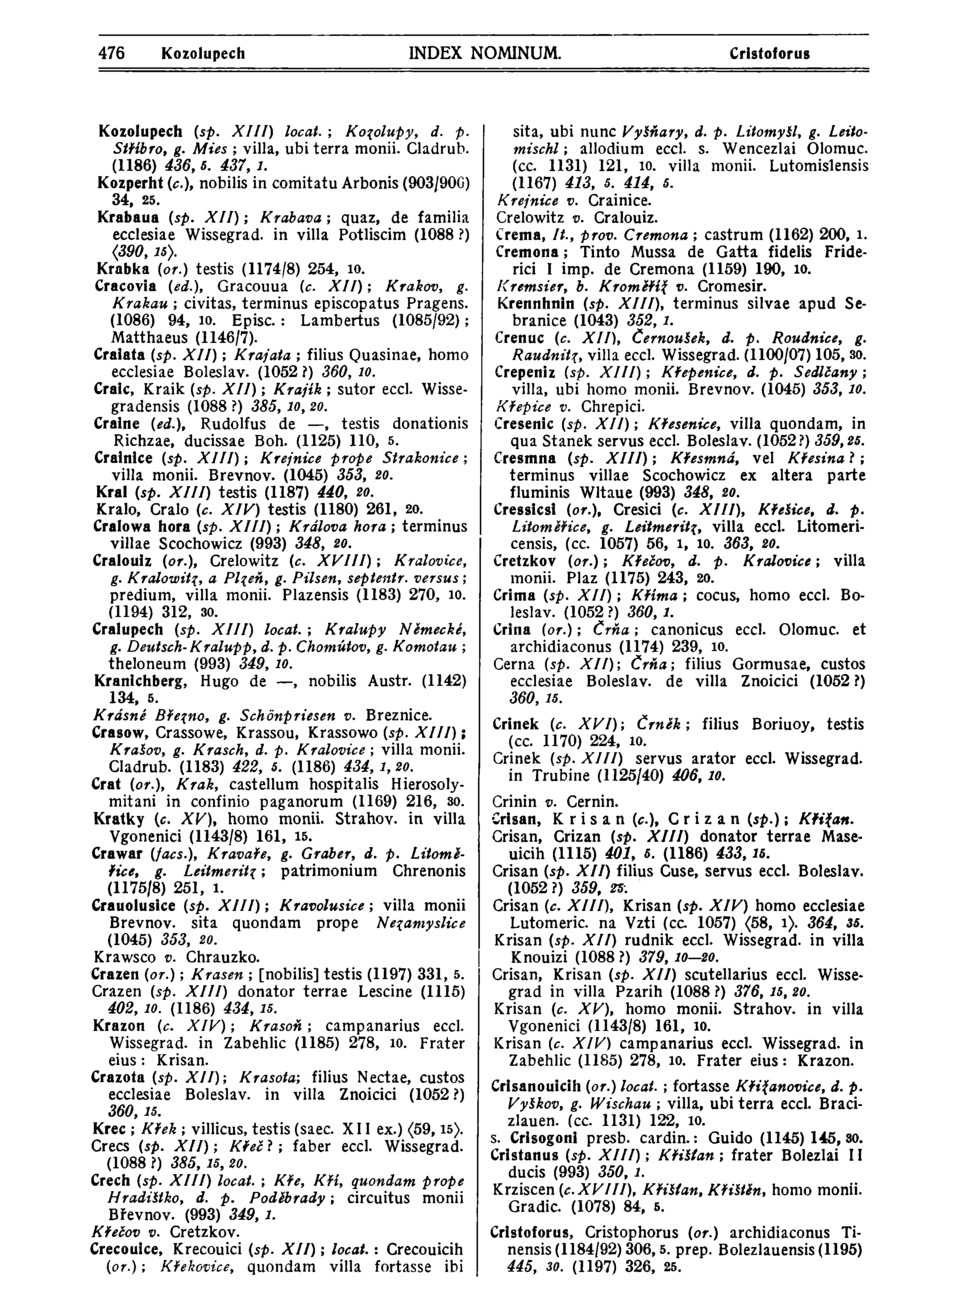 476 Kozolupech INDEX NOMINUM. Cristoforus
Kozolupech (sp. XIII) locat. ; Kozolupy, d. p.
Stříbro, g. Mies ; villa, ubi terra monii. Cladrub.
(1186) 436, 5. 437, 1.
Kozperht (c.), nobilis in comitatu Arbonis (903/906)
34, 25.
Krabaua (sp. XII) ; Krabava ; quaz, de familia
ecclesiae Wissegrad. in villa Potliscim (1088 ?)
⟨390, 15⟩.
Krabka (or.) testis (1174/8) 254, 10.
Cracovia (ed.), Gracouua (c. XII) ; Krakov, g.
Krakau ; civitas, terminus episcopatus Pragens.
(1086) 94, 10. Episc. : Lambertus (1085/92) ;
Matthaeus (1146/7).
Craiata (sp. XII) ; Krajata ; filius Quasinae, homo
ecclesiae Boleslav. (1052 ?) 360, 10.
Craic, Kraik (sp. XII) ; Krajík ; sutor eccl. Wisse-
gradensis (1088 ?) 385, 10, 20.
Craine (ed.), Rudolfus de —, testis donationis
Richzae, ducissae Boh. (1125) 110, 5.
Crainice (sp. XIII) ; Krejnice prope Strakonice ;
villa monii. Brevnov. (1045) 353, 20.
Kral (sp. XIII) testis (1187) 440, 20.
Kralo, Cralo (c. XIV) testis (1180) 261, 20.
Cralowa hora (sp. XIII) ; Králova hora ; terminus
villae Scochowicz (993) 348, 20.
Cralouiz (or.), Crelowitz (c. XVIII) ; Kralovice,
g. Kralowitz, a Plzeň, g. Pilsen, septentr. versus ;
predium, villa monii. Plazensis (1183) 270, 10.
(1194) 312, 30.
Cralupech (sp. XIII) locat. ; Kralupy Německé,
g. Deutsch-Kralupp, d. p. Chomútov, g. Komotau ;
theloneum (993) 349, 10.
Kranichberg, Hugo de —, nobilis Austr. (1142)
134, 5.
Krásné Březno, g. Schönpriesen v. Breznice.
Crasow, Crassowe, Krassou, Krassowo (sp. XIII) ;
Krašov, g. Krasch, d. p. Kralovice ; villa monii.
Cladrub. (1183) 422, 5. (1186) 434, 1, 20.
Crat (or.), Krak, castellum hospitalis Hierosoly-
mitani in confinio paganorum (1169) 216, 30.
Kratky (c. XV), homo monii. Strahov. in villa
Vgonenici (1143/8) 161, 15.
Crawar (facs.), Kravaře, g. Graber, d. p. Litomě-
řice, g. Leitmeritz ; patrimonium Chrenonis
(1175/8) 251, 1.
Crauolusice (sp. XIII) ; Kravolusice ; villa monii
Brevnov. sita quondam prope Nezamyslice
(1045) 353, 20.
Krawsco v. Chrauzko.
Crazen (or.) ; Krasen ; [nobilis] testis (1197) 331, 5.
Crazen (sp. XIII) donator terrae Lescine (1115)
402, 10. (1186) 434, 15.
Krazon (c. XIV) ; Krasoň ; campanarius eccl.
Wissegrad. in Zabehlic (1185) 278, 10. Frater
eius : Krisan.
Crazota (sp. XII) ; Krasota ; filius Nectae, custos
ecclesiae Boleslav. in villa Znoicici (1052 ?)
360, 15.
Krec ; Křek ; villicus, testis (saec. XII ex.) ⟨59, 15⟩.
Crecs (sp. XII) ; Křeč ? ; faber eccl. Wissegrad.
(1088 ?) 385, 15, 20.
Crech (sp. XIII) locat. ; Kře, Kří, quondam prope
Hradištko, d. p. Poděbrady ; circuitus monii
Břevnov. (993) 349, 1.
Křečov v. Cretzkov.
Crecouice, Krecouici (sp. XII) ; locat. : Crecouicih
(or.) ; Křekovice, quondam villa fortasse ibi
sita, ubi nunc Vyšňary, d. p. Litomyšl, g. Leito-
mischl ; allodium eccl. s. Wencezlai Olomuc.
(cc. 1131) 121, 10. villa monii. Lutomislensis
(1167) 413, 5. 414, 5.
Krejnice v. Crainice.
Crelowitz v. Cralouiz.
Crema, It., prov. Cremona ; castrum (1162) 200, 1.
Cremona ; Tinto Mussa de Gatta fidelis Fride-
rici I imp. de Cremona (1159) 190, 10.
Kremsier, b. Kroměříž v. Cromesir.
Krennhnin (sp. XIII), terminus silvae apud Se-
branice (1043) 352, 1.
Crenuc (c. XII), Černoušek, d. p. Roudnice, g.
Raudnitz, villa eccl. Wissegrad. (1100/07) 105, 30.
Crepeniz (sp. XIII) ; Křepenice, d. p. Sedlčany ;
villa, ubi homo monii. Brevnov. (1045) 353, 10.
Křepice v. Chrepici.
Cresenic (sp. XII) ; Křesenice, villa quondam, in
qua Stanek servus eccl. Boleslav. (1052 ?) 359, 25.
Cresmna (sp. XIII) ; Křesmná, vel Křesina ? ;
terminus villae Scochowicz ex altera parte
fluminis Wltaue (993) 348, 20.
Cressicsi (or.), Cresici (c. XIII), Křešice, d. p.
Litoměřice, g. Leitmeritz, villa eccl. Litomeri-
censis, (cc. 1057) 56, 1, 10. 363, 20.
Cretzkov (or.) ; Křečov, d. p. Kralovice ; villa
monii. Plaz (1175) 243, 20.
Crima (sp. XII) ; Kříma ; cocus, homo eccl. Bo-
leslav. (1052 ?) 360, 1.
Crina (or.) ; Črňa ; canonicus eccl. Olomuc. et
archidiaconus (1174) 239, 10.
Cerna (sp. XII) ; Črňa ; filius Gormusae, custos
ecclesiae Boleslav. de villa Znoicici (1052 ?)
360, 15.
Crinek (c. XVI) ; Črněk ; filius Boriuoy, testis
(cc. 1170) 224, 10.
Crinek (sp. XIII) servus arator eccl. Wissegrad.
in Trubine (1125/40) 406, 10.
Crinin v. Cernin.
Crisan, Krisan (c.), Crizan (sp.) ; Křižan.
Crisan, Crizan (sp. XIII) donator terrae Mase-
uicih (1115) 401, 5. (1186) 433, 15.
Crisan (sp. XII) filius Cuse, servus eccl. Boleslav.
(1052 ?) 359, 25.
Crisan (c. XIII), Krisan (sp. XIV) homo ecclesiae
Lutomeric. na Vzti (cc. 1057) ⟨58, 1⟩. 364, 35.
Krisan (sp. XII) rudnik eccl. Wissegrad. in villa
Knouizi (1088 ?) 379, 10—20.
Crisan, Krisan (sp. XII) scutellarius eccl. Wisse-
grad in villa Pzarih (1088 ?) 376, 15, 20.
Krisan (c. XV), homo monii. Strahov. in villa
Vgonenici (1143/8) 161, 10.
Krisan (c. XIV) campanarius eccl. Wissegrad. in
Zabehlic (1185) 278, 10. Frater eius : Krazon.
Crisanouicih (or.) locat. ; fortasse Křižanovice, d. p.
Vyškov, g. Wischau ; villa, ubi terra eccl. Braci-
zlauen. (cc. 1131) 122, 10.
s. Crisogoni presb. cardin. : Guido (1145) 145, 30.
Cristanus (sp. XIII) ; Křišťan ; frater Bolezlai II
ducis (993) 350, 1.
Krziscen (c. XVIII), Křišťan, Křištěn, homo monii.
Gradic. (1078) 84, 5.
Cristoforus, Cristophorus (or.) archidiaconus Ti-
nensis (1184/92) 306, 5. prep. Bolezlauensis (1195)
445, 30. (1197) 326, 25.